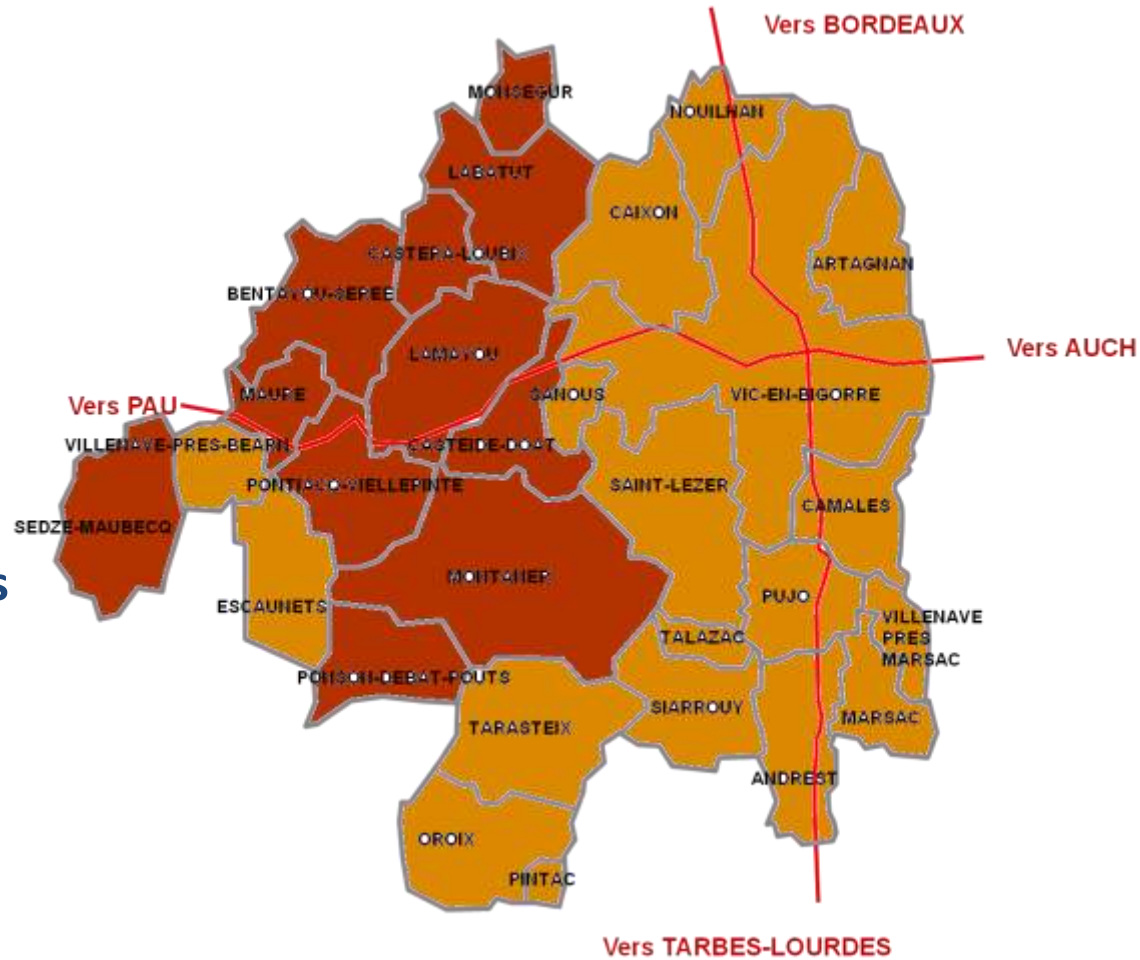 Vers BORDEAUX
MONSEGUR
NOUILHAN
LABATUT
CAIXON
CASTERA-LOUBIX
ARTAGNAN
BENTAYOU-SEREE
LAMAYOU
Vers AUCH
MAURE
SANOUS
VIC-EN-BIGORRE
Vers PAU
VILLENAVE-PRES-BEARN
CASTEIDE-DOAT
PONTIACQ-VIELLEPINTE
SAINT-LEZER
CAMALES
SEDZE-MAUBECQ
MONTANER
s
ESCAUNETS
PUJO
VILLENAVE
PRES
MARSAC
TALAZAC
PONSON-DEBAT-POUTS
SIARROUY
MARSAC
TARASTEIX
ANDREST
OROIX
PINTAC
Vers TARBES-LOURDES